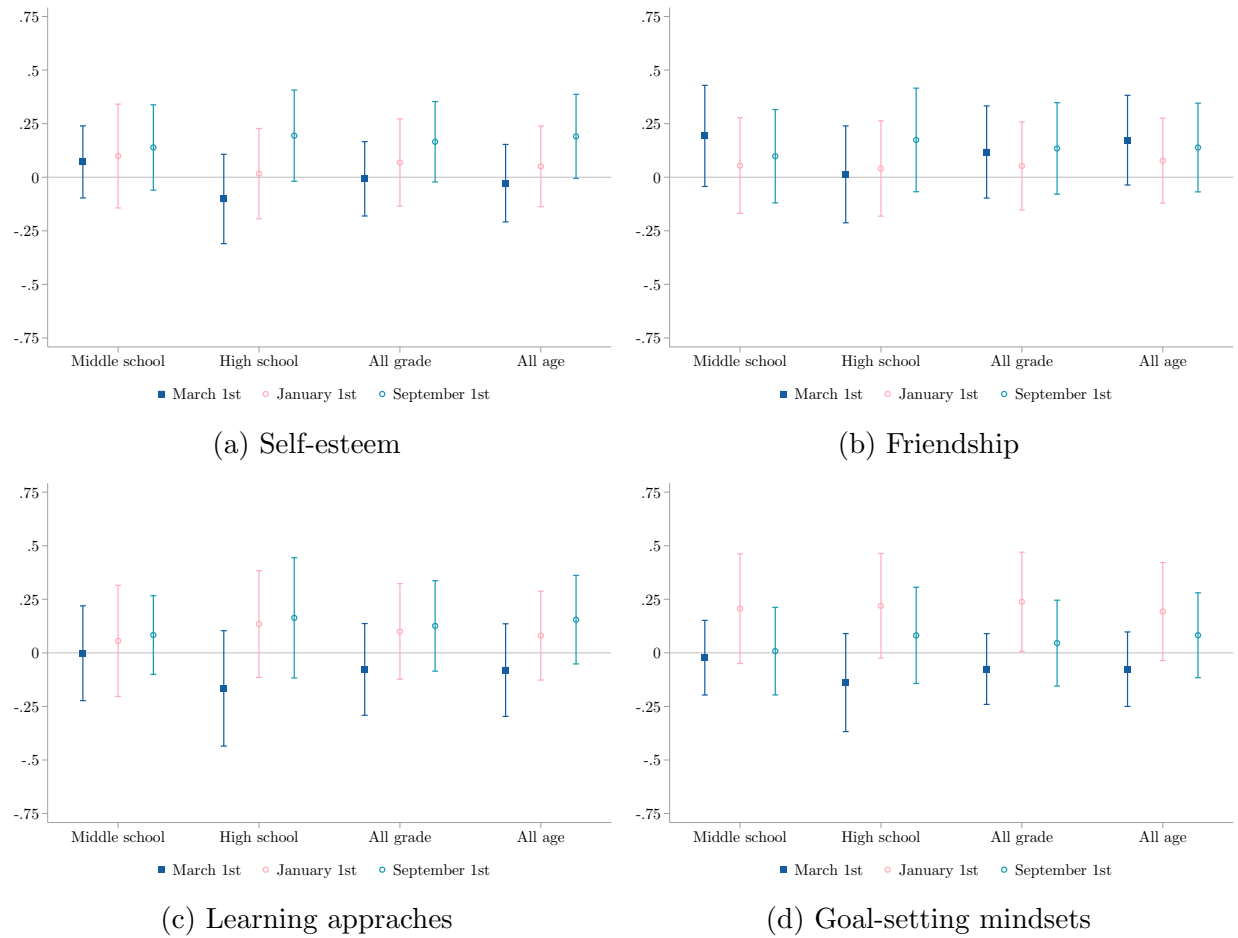 .75
.5
.25
0
-.25
-.5
-.75
Middle school High school All grade All age
March 1st January 1st September 1st
(a) Self-esteem
.75
.5
.25
0
-.25
-.5
-.75
Middle school High school All grade All age
March 1st January 1st September 1st
(b) Friendship
.75
.5
.25
0
-.25
-.5
-.75
Middle school High school All grade All age
March 1st January 1st September 1st
(c) Learning appraches
.75
.5
.25
0
-.25
-.5
-.75
Middle school High school All grade All age
March 1st January 1st September 1st
(d) Goal-setting mindsets